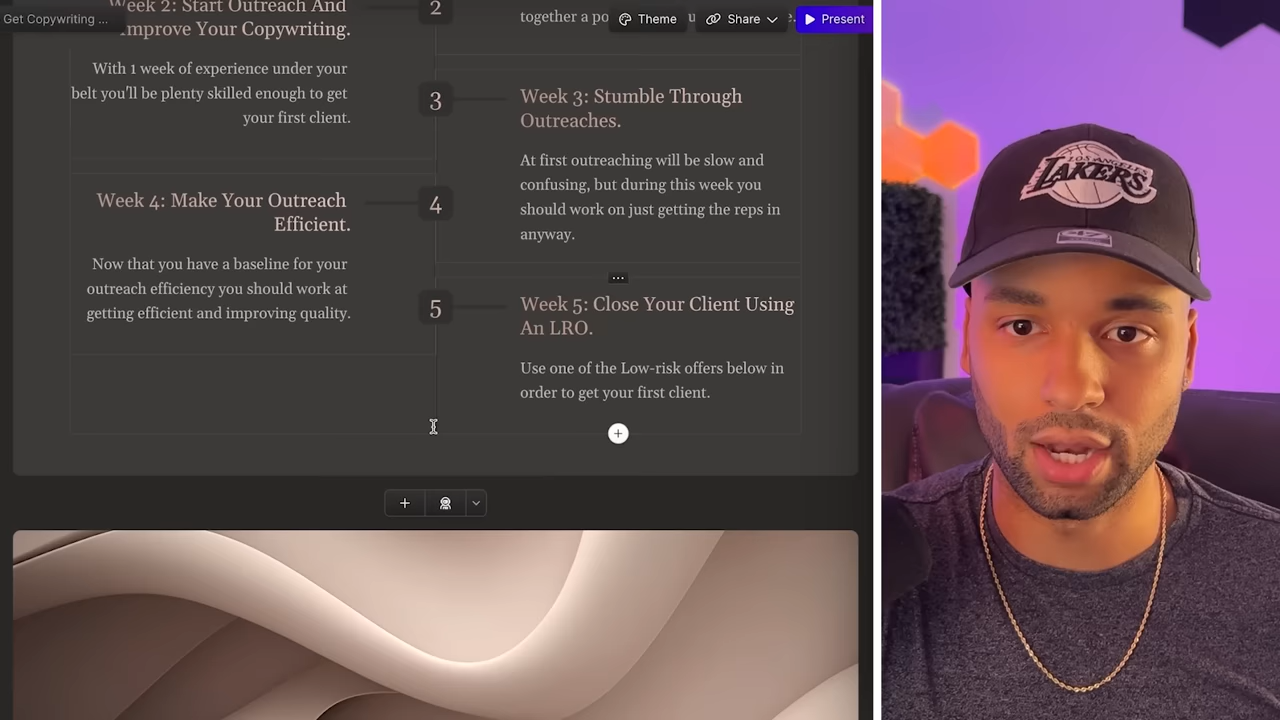 Get Copywriting ...
Theme
Share
Present
Week 2: Start Outreach And
Improve Your Copywriting.
With 1 week of experience under your
belt you'll be plenty skilled enough to get
your first client.
2
together a po
3
Week 3: Stumble Through
Outreaches.
At first outreaching will be slow and
confusing, but during this week you
should work on just getting the reps in
anyway.
Week 4: Make Your Outreach
Efficient.
Now that you have a baseline for your
outreach efficiency you should work at
getting efficient and improving quality.
4
5
Week 5: Close Your Client Using
An LRO.
Use one of the Low-risk offers below in
order to get your first client.
LOS ANGELES
LAKERS
47